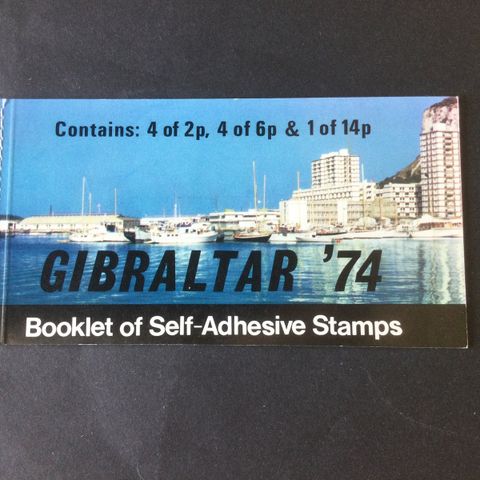 Contains: 4 of 2p, 4 of 6p & 1 of 14p
GIBRALTAR '74
Booklet of Self-Adhesive Stamps